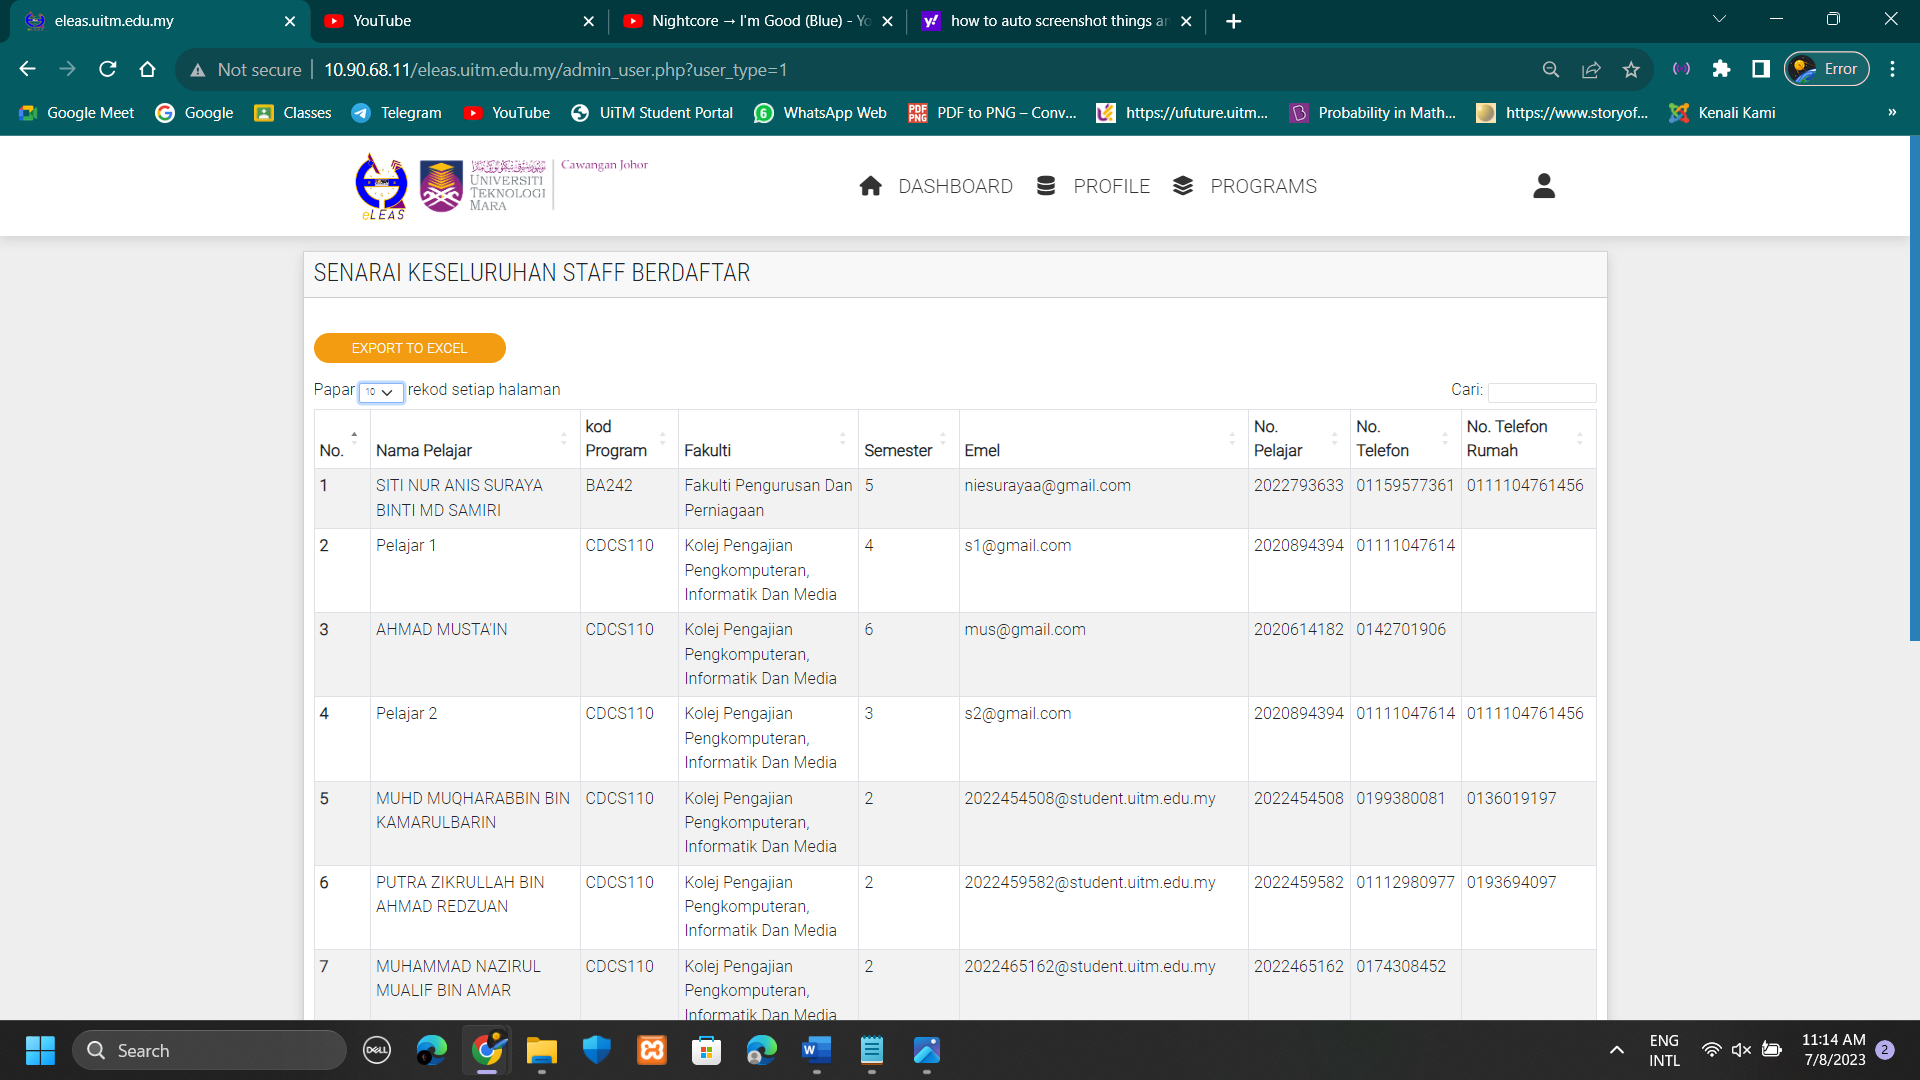 eleas.uitm.edu.my
YouTube
Nightcore → I'm Good (Blue) - Yo
how to auto screenshot things an
Not secure
10.90.68.11/eleas.uitm.edu.my/admin_user.php?user_type=1
Error
Google Meet
Google
Classes
Telegram
YouTube
UiTM Student Portal
WhatsApp Web
PDF to PNG – Conv...
https://ufuture.uitm...
Probability in Math...
https://www.storyof...
Kenali Kami
»
eLEAS
UNIVERSITI
TEKNOLOGI
MARA
Cawangan Johor
DASHBOARD
PROFILE
PROGRAMS
SENARAI KESELURUHAN STAFF BERDAFTAR
EXPORT TO EXCEL
Papar 10 rekod setiap halaman
Cari:
No.
Nama Pelajar
kod
Program
Fakulti
Semester
Emel
No.
Pelajar
No.
Telefon
No. Telefon
Rumah
1
SITI NUR ANIS SURAYA
BINTI MD SAMIRI
BA242
Fakulti Pengurusan Dan
Perniagaan
5
niesurayaa@gmail.com
2022793633
01159577361
0111104761456
2
Pelajar 1
CDCS110
Kolej Pengajian
Pengkomputeran,
Informatik Dan Media
4
s1@gmail.com
2020894394
01111047614
3
AHMAD MUSTA'IN
CDCS110
Kolej Pengajian
Pengkomputeran,
Informatik Dan Media
6
mus@gmail.com
2020614182
0142701906
4
Pelajar 2
CDCS110
Kolej Pengajian
Pengkomputeran,
Informatik Dan Media
3
s2@gmail.com
2020894394
01111047614
0111104761456
5
MUHD MUQHARABBIN BIN
KAMARULBARIN
CDCS110
Kolej Pengajian
Pengkomputeran,
Informatik Dan Media
2
2022454508@student.uitm.edu.my
2022454508
0199380081
0136019197
6
PUTRA ZIKRULLAH BIN
AHMAD REDZUAN
CDCS110
Kolej Pengajian
Pengkomputeran,
Informatik Dan Media
2
2022459582@student.uitm.edu.my
2022459582
01112980977
0193694097
7
MUHAMMAD NAZIRUL
MUALIF BIN AMAR
CDCS110
Kolej Pengajian
Pengkomputeran,
Informatik Dan Media
2
2022465162@student.uitm.edu.my
2022465162
0174308452
Search
DELL
ENG
INTL
11:14 AM
7/8/2023
2